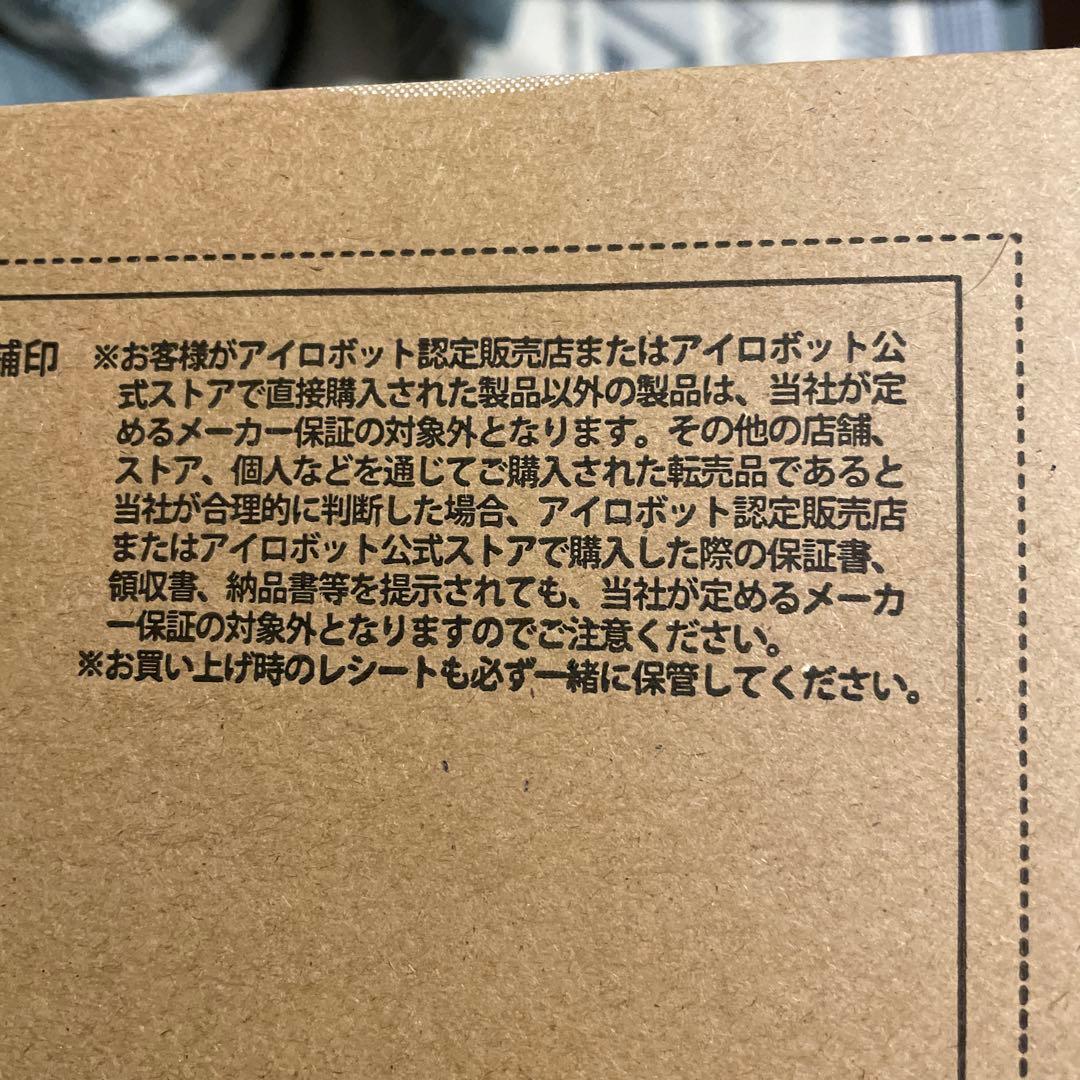 舗印
※お客様がアイロボット認定販売店またはアイロボット公
式ストアで直接購入された製品以外の製品は、当社が定
めるメーカー保証の対象外となります。その他の店舗、
ストア、個人などを通じてご購入された転売品であると
当社が合理的に判断した場合、アイロボット認定販売店
またはアイロボット公式ストアで購入した際の保証書、
領収書、納品書等を提示されても、当社が定めるメーカ
ー保証の対象外となりますのでご注意ください。
※お買い上げ時のレシートも必ず一緒に保管してください。